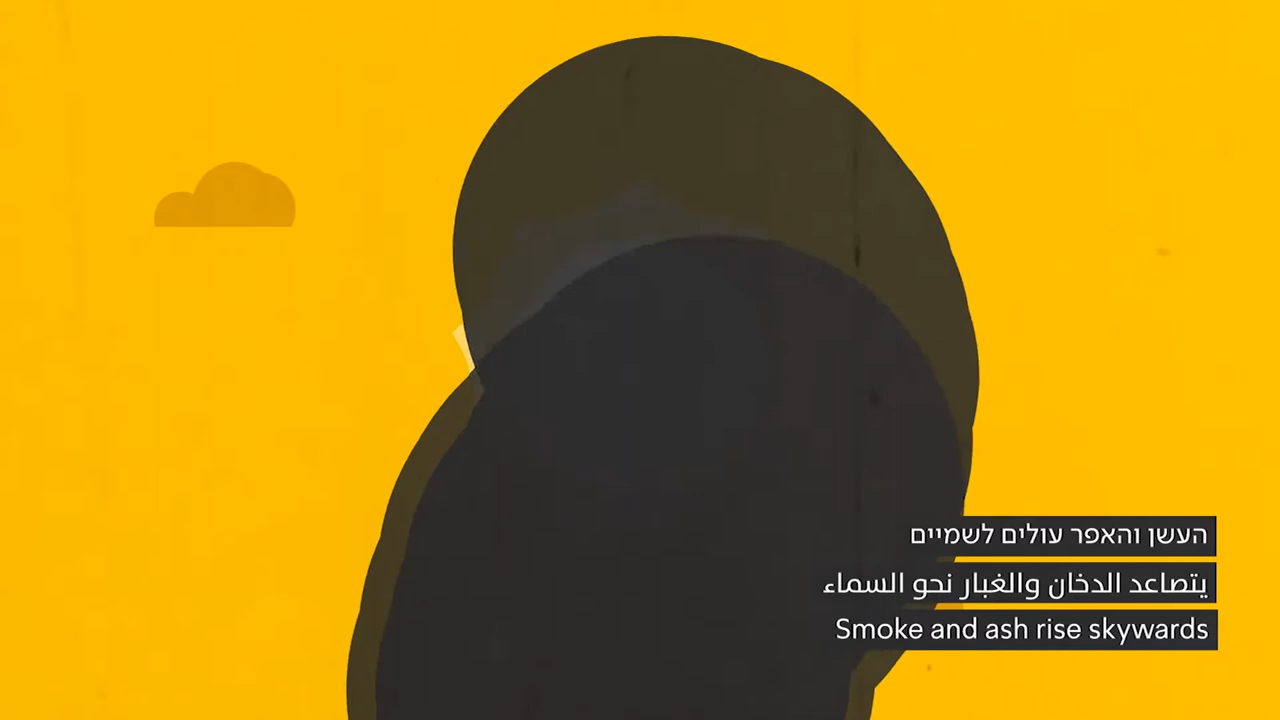 העשן והאפר עולים לשמיים
يتصاعد الدخان والغبار نحو السماء
Smoke and ash rise skywards